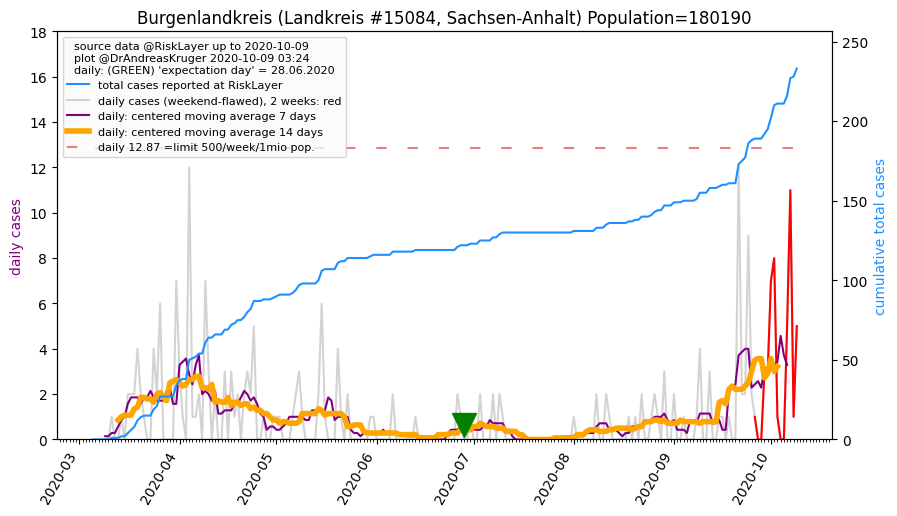 Burgenlandkreis (Landkreis #15084, Sachsen-Anhalt) Population=180190
source data @RiskLayer up to 2020-10-09
plot @DrAndreasKruger 2020-10-09 03:24
daily: (GREEN) 'expectation day' = 28.06.2020
total cases reported at RiskLayer
daily cases (weekend-flawed), 2 weeks: red
daily: centered moving average 7 days
daily: centered moving average 14 days
daily 12.87 =limit 500/week/1mio pop.
daily cases
18
16
14
12
10
8
6
4
2
0
cumulative total cases
250
200
150
100
50
0
2020-03
2020-04
2020-05
2020-06
2020-07
2020-08
2020-09
2020-10